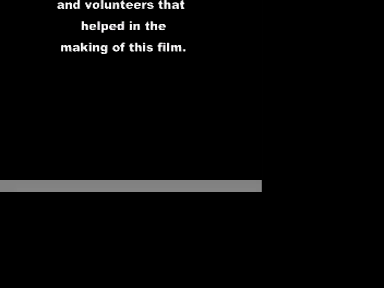 and volunteers that
helped in the
making of this film.